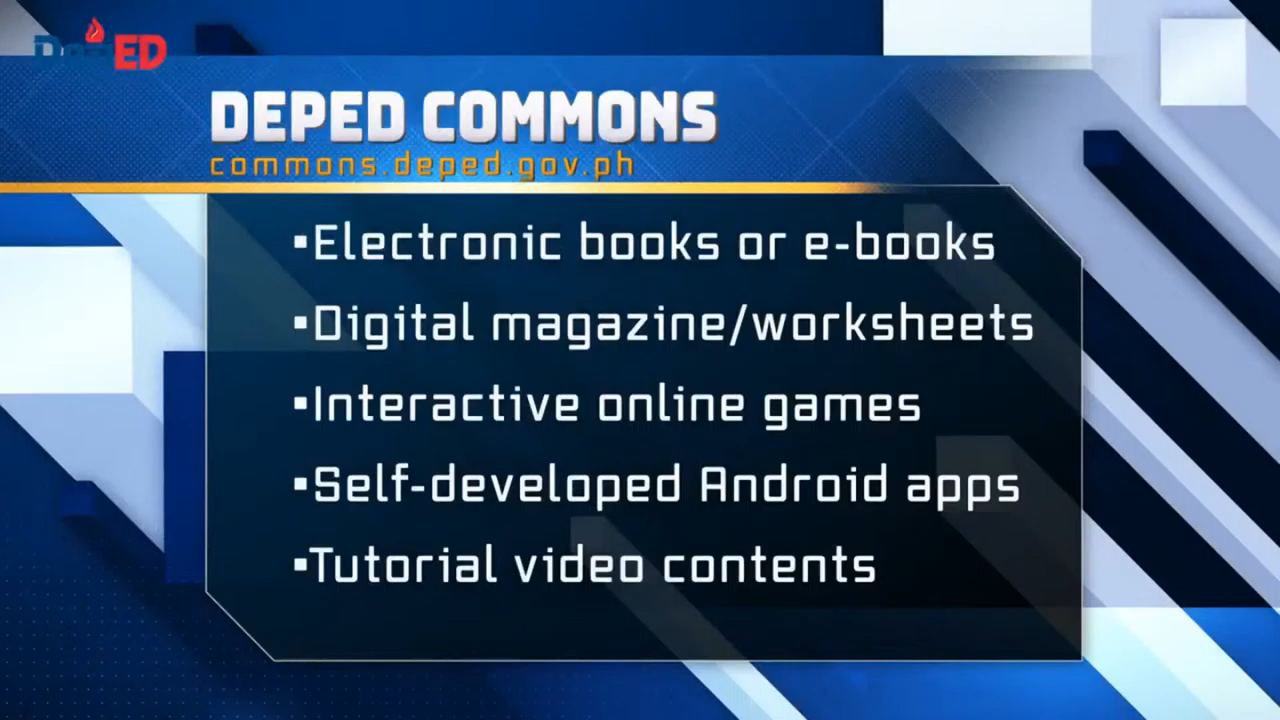 DepED
DEPED COMMONS
commons.deped.gov.ph
▪Electronic books or e-books
▪Digital magazine/worksheets
▪Interactive online games
▪Self-developed Android apps
▪Tutorial video contents